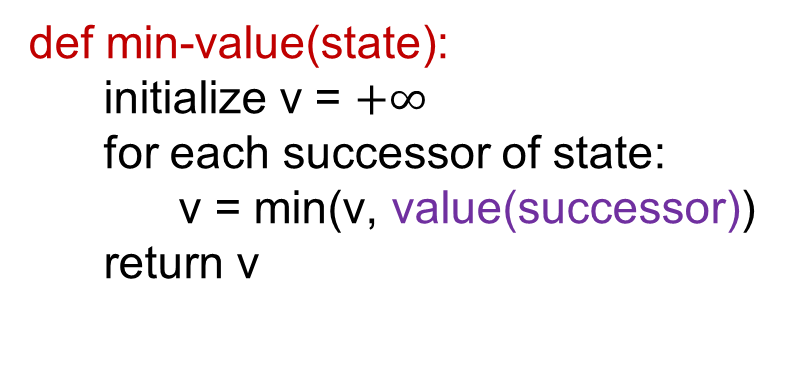 def min-value(state):
initialize v = +∞
for each successor of state:
v = min(v, value(successor))
return v